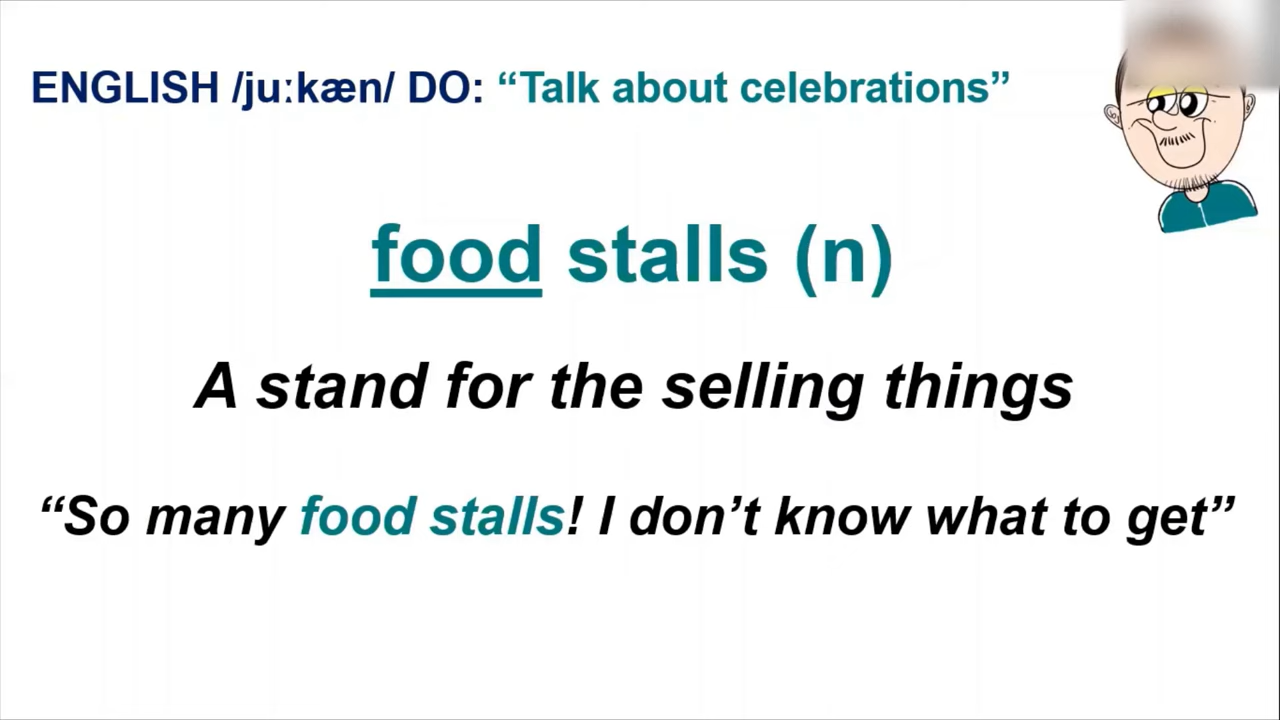 ENGLISH /juːkæn/ DO: “Talk about celebrations”
food stalls (n)
A stand for the selling things
“So many food stalls! I don’t know what to get”